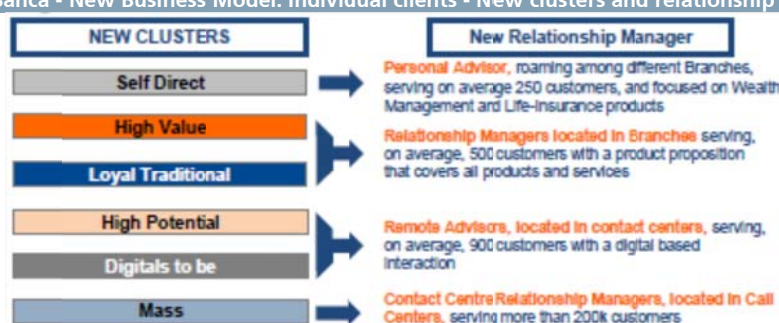 anca - New Business Model. Individual clients - New clusters and relationship
NEW CLUSTERS
New Relationship Manager
Self Direct
Personal Advisor, roaming among different Branches,
serving on average 250 customers, and focused on Wealth
Management and Life-Insurance products
High Value
Loyal Traditional
Relationship Managers located in Branches serving,
on average, 500 customers with a product proposition
that covers all products and services
High Potential
Digitals to be
Remote Advisors, located in contact centers, serving,
on average, 900 customers with a digital based
Interaction
Mass
Contact Centre Relationship Managers, located in Call
Centers, serving more than 200k customers